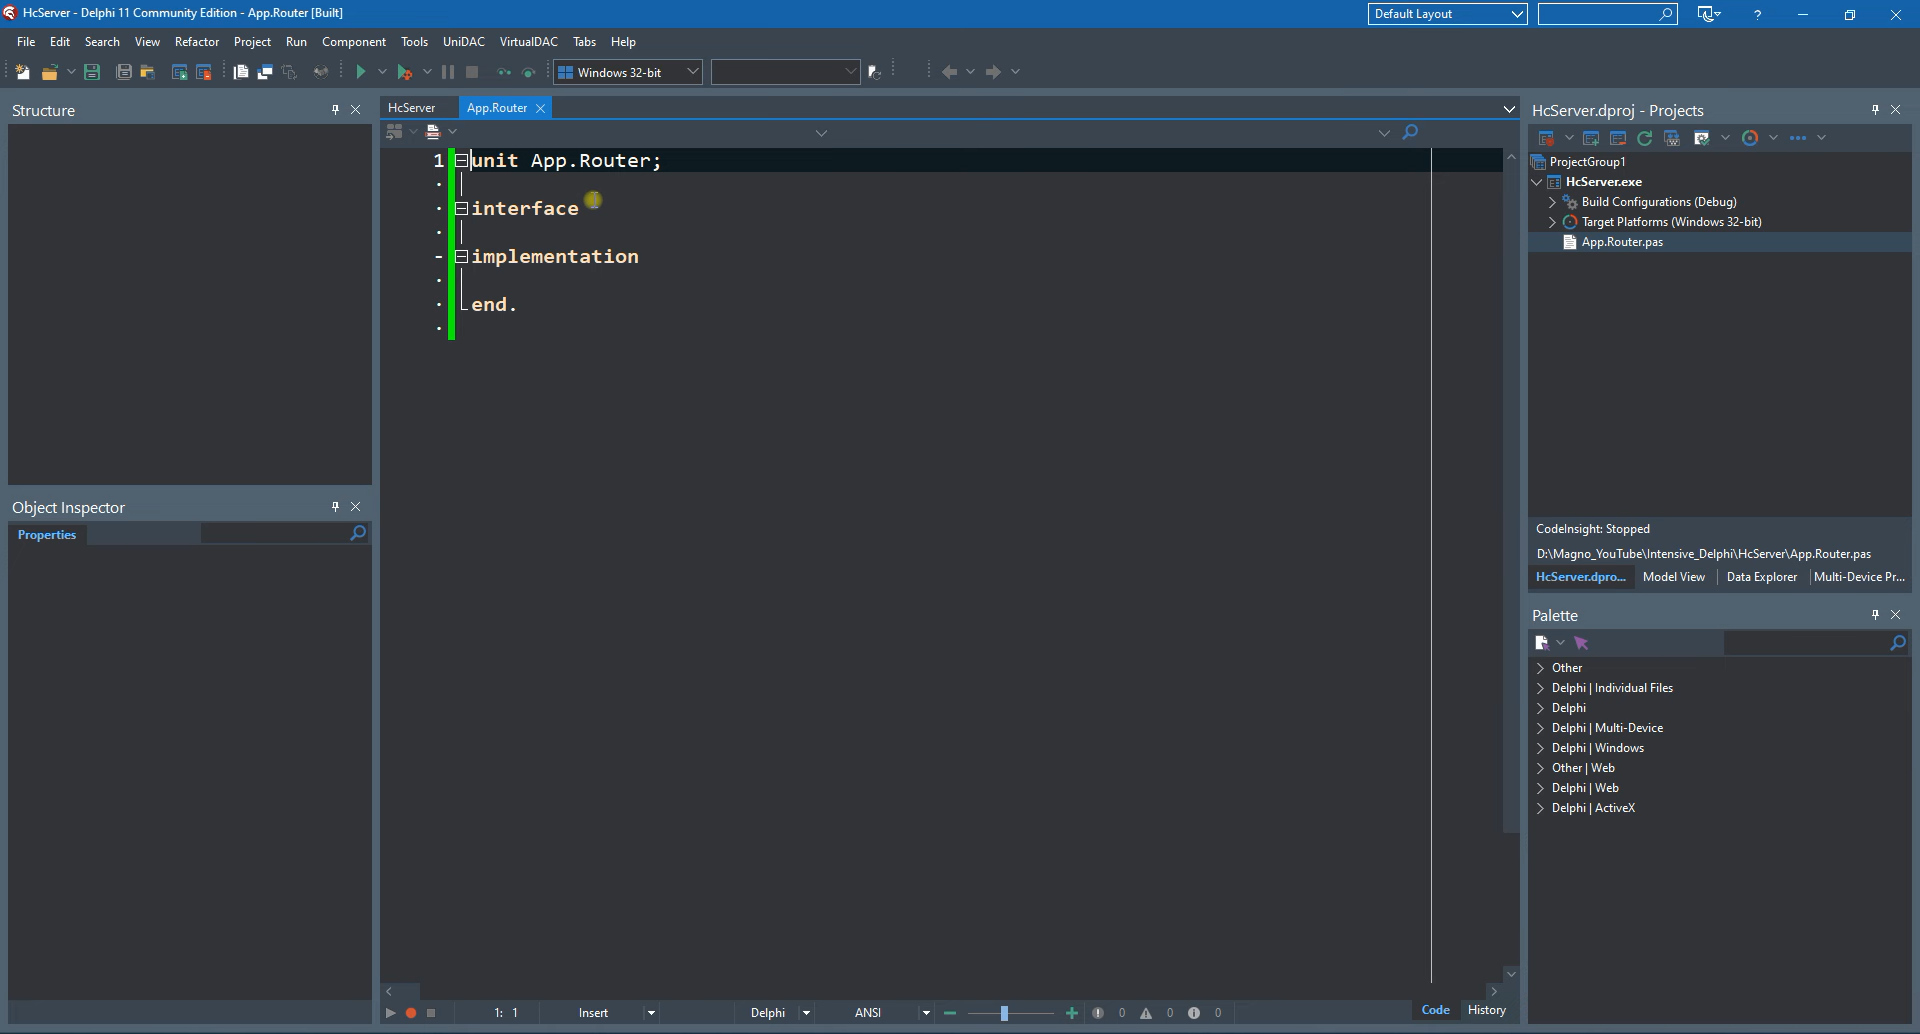 HcServer - Delphi 11 Community Edition - App.Router [Built]
Default Layout
?
File Edit Search View Refactor Project Run Component Tools UniDAC VirtualDAC Tabs Help
Windows 32-bit
Structure
HcServer App.Router
1 unit App.Router;
interface
implementation
end.
Object Inspector
Properties
HcServer.dproj - Projects
ProjectGroup1
HcServer.exe
Build Configurations (Debug)
Target Platforms (Windows 32-bit)
App.Router.pas
CodeInsight: Stopped
D:\Magno_YouTube\Intensive_Delphi\HcServer\App.Router.pas
HcServer.dpro... Model View Data Explorer Multi-Device Pr...
Palette
Other
Delphi | Individual Files
Delphi
Delphi | Multi-Device
Delphi | Windows
Other | Web
Delphi | Web
Delphi | ActiveX
1: 1 Insert Delphi ANSI 0 0 0 Code History